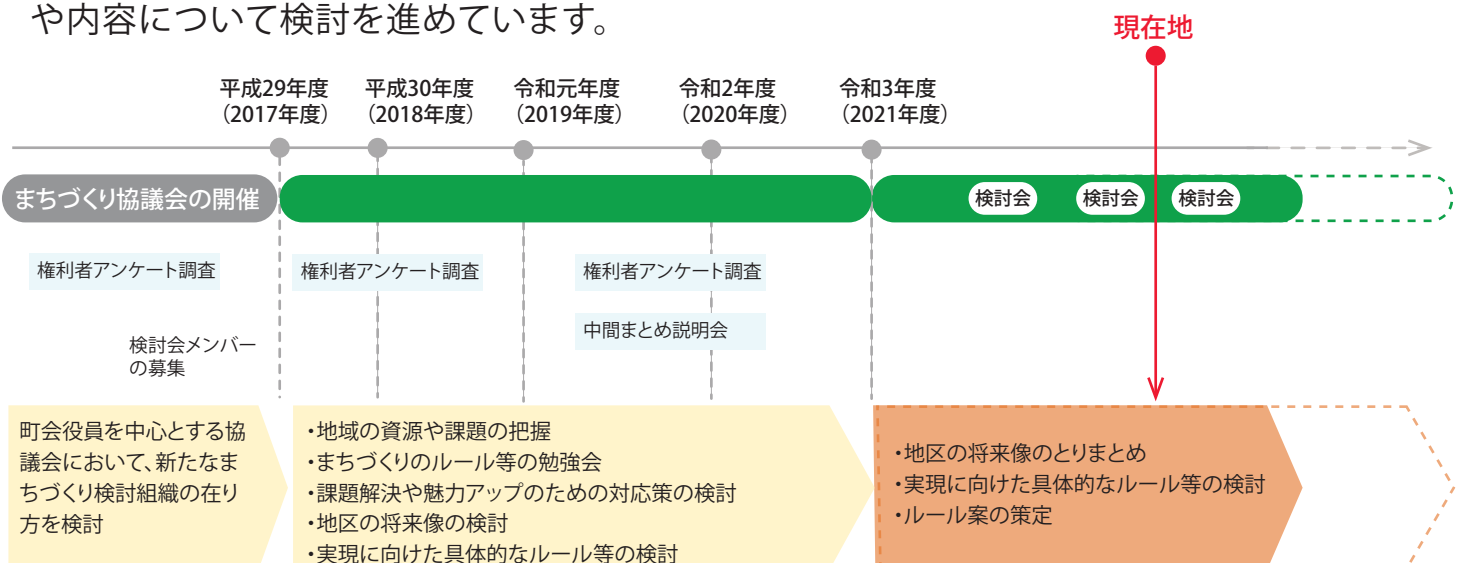 や内容について検討を進めています。
現在地
平成29年度
（2017年度）
平成30年度
（2018年度）
令和元年度
（2019年度）
令和2年度
（2020年度）
令和3年度
（2021年度）
まちづくり協議会の開催
検討会
検討会
検討会
権利者アンケート調査
権利者アンケート調査
権利者アンケート調査
中間まとめ説明会
検討会メンバー
の募集
町会役員を中心とする協
議会において、新たなま
ちづくり検討組織の在り
方を検討
・地域の資源や課題の把握
・まちづくりのルール等の勉強会
・課題解決や魅力アップのための対応策の検討
・地区の将来像の検討
・実現に向けた具体的なルール等の検討
・地区の将来像のとりまとめ
・実現に向けた具体的なルール等の検討
・ルール案の策定